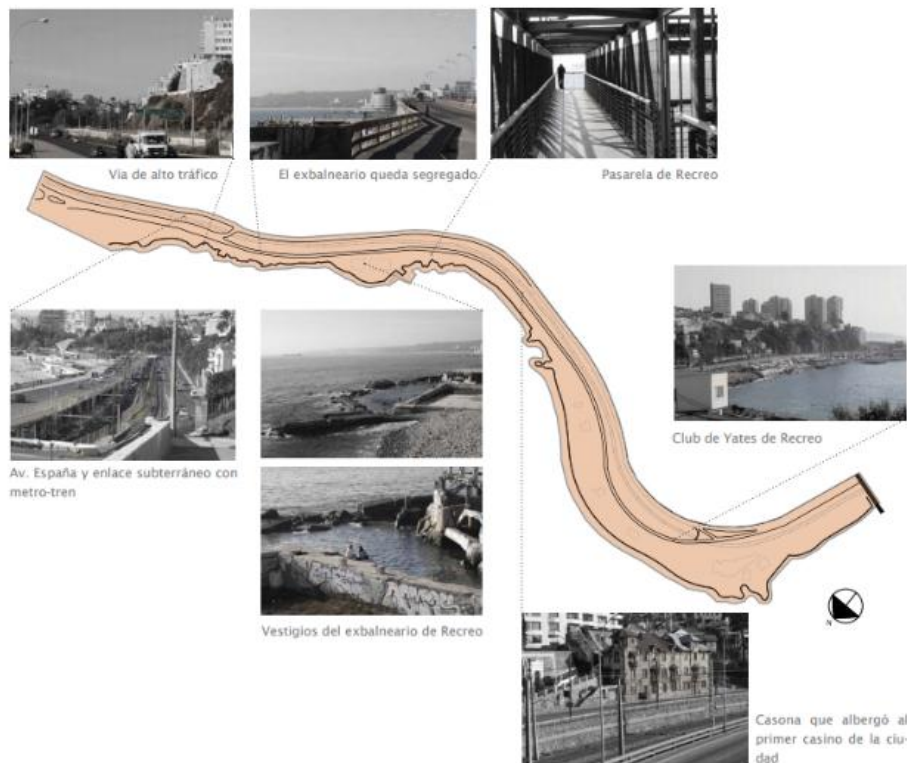 Via de alto tráfico
El exbalneario queda segregado
Pasarela de Recreo
Club de Yates de Recreo
Av. España y enlace subterráneo con
metro-tren
Vestigios del exbalneario de Recreo
N
Casona que albergó al
primer casino de la ciu-
dad